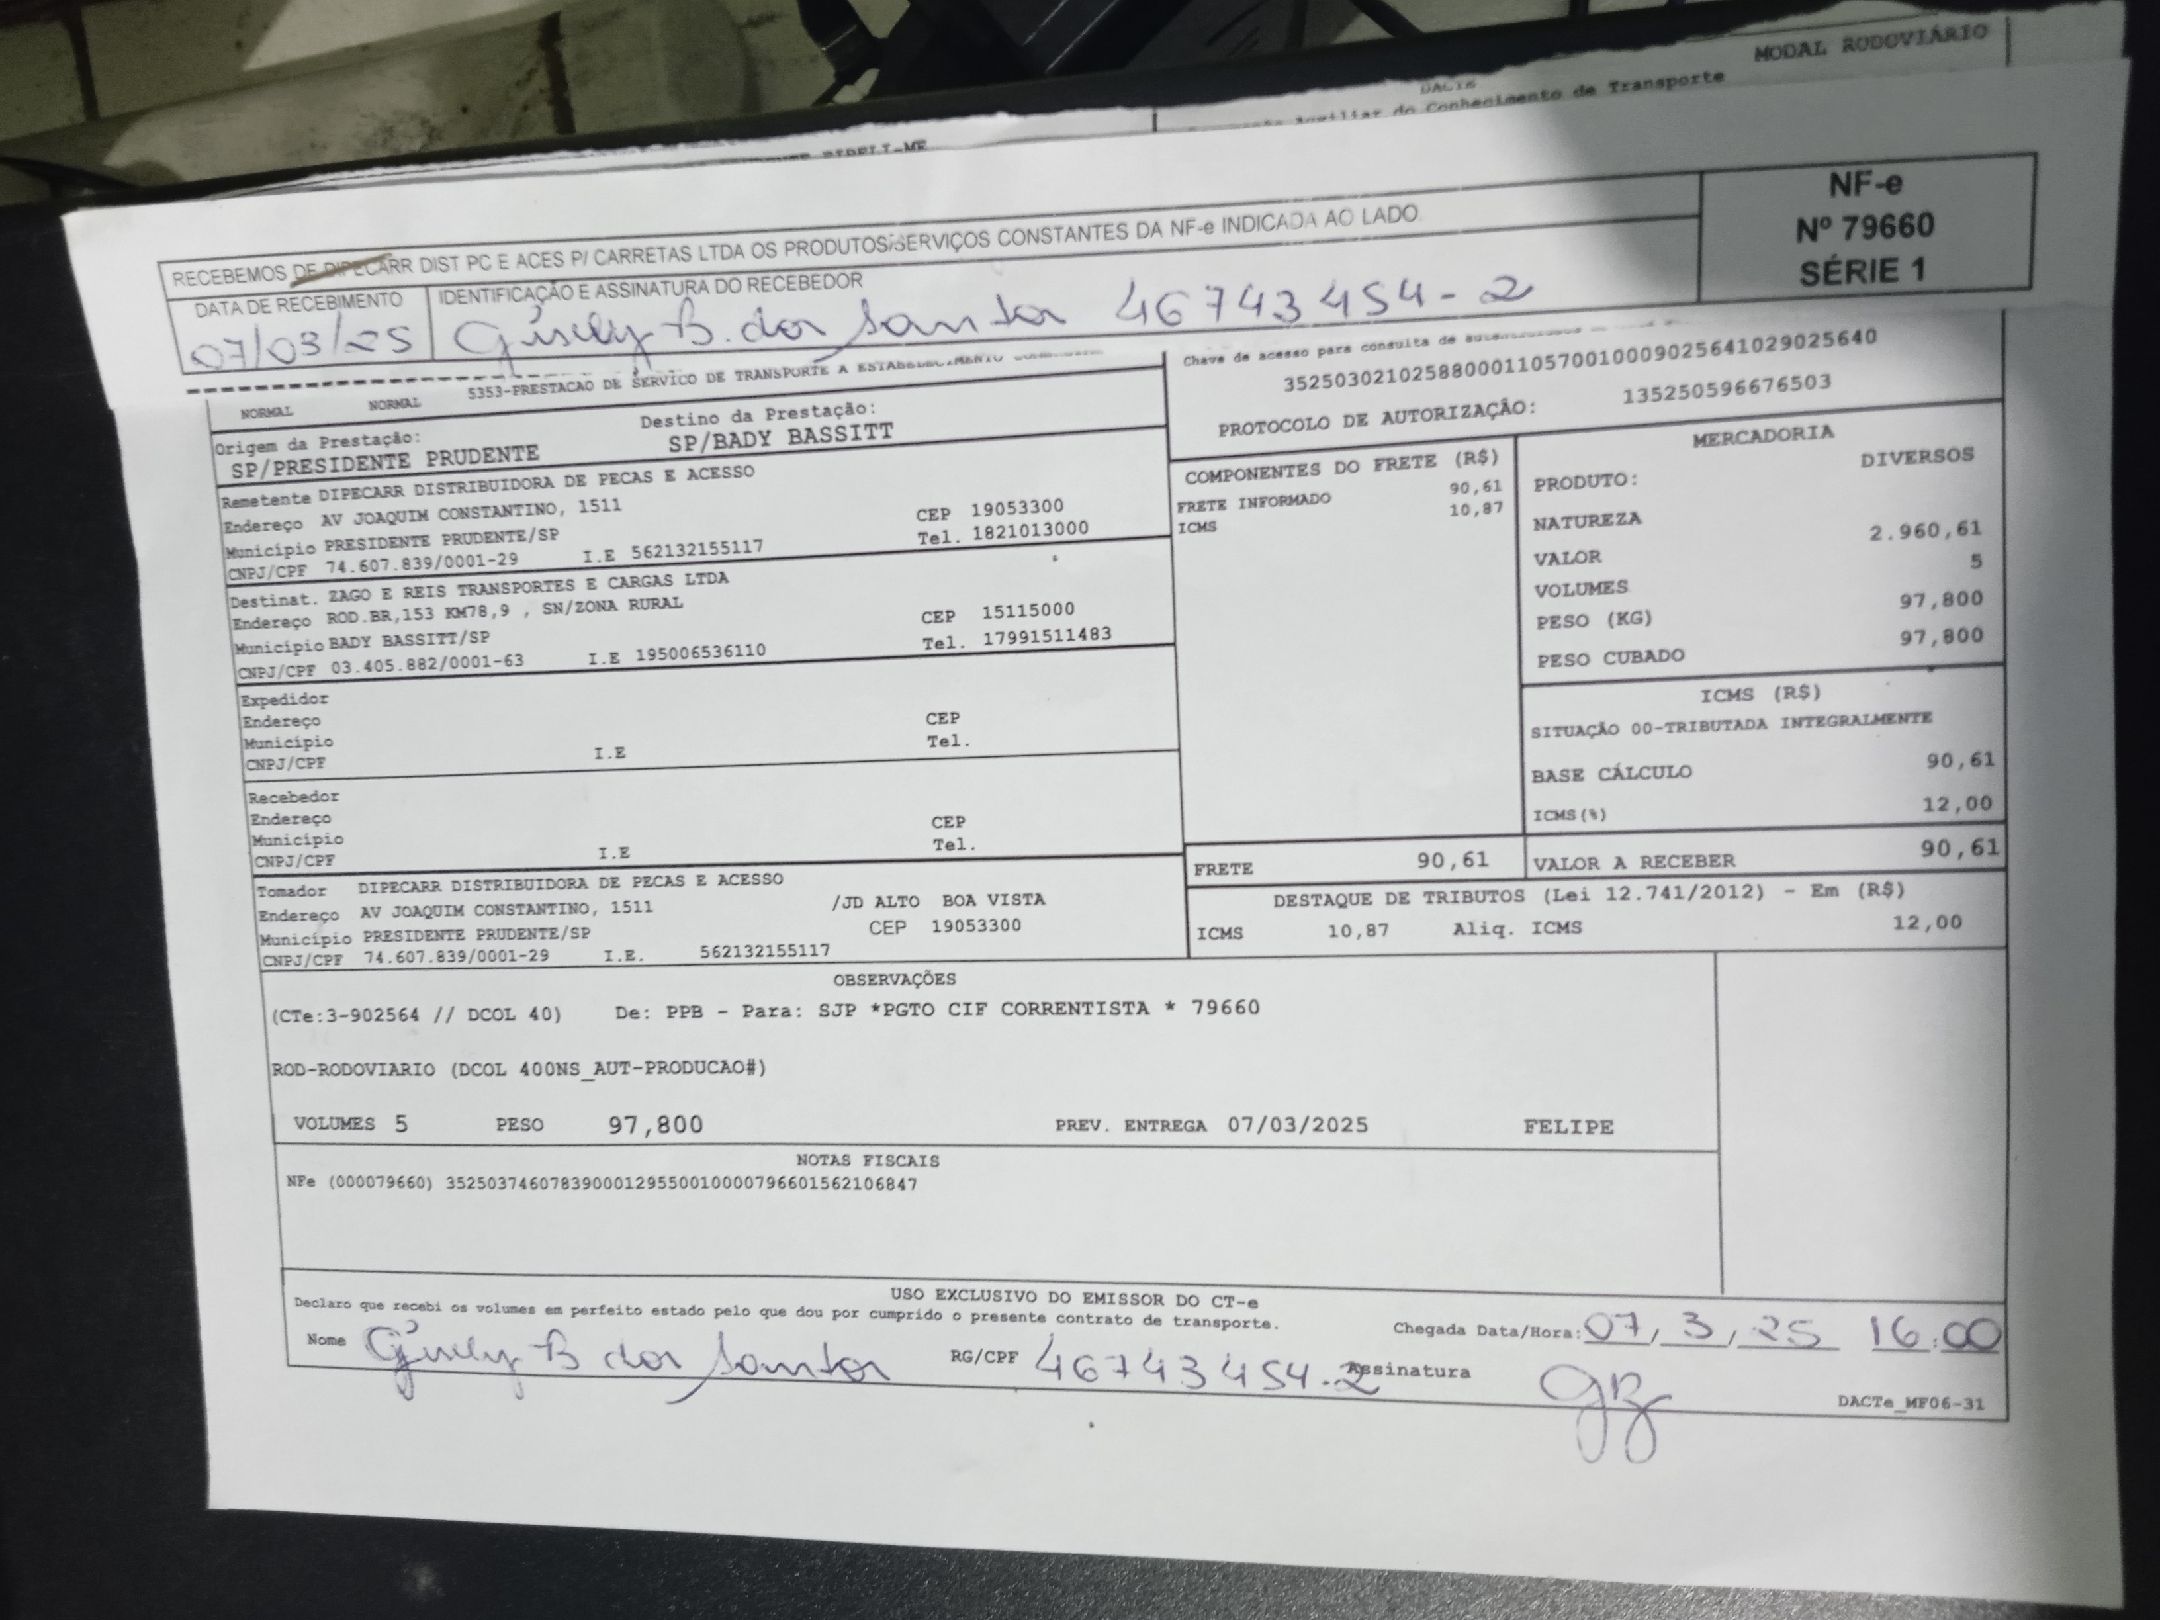 MODAL RODOVIÁRIO
Auxiliar do Conhecimento de Transporte
EIRELI-ME
RECEBEMOS DE DIPECARR DIST PC E ACES P/ CARRETAS LTDA OS PRODUTOS/SERVIÇOS CONSTANTES DA NF-e INDICADA AO LADO
NF-e
Nº 79660
SÉRIE 1
DATA DE RECEBIMENTO
IDENTIFICAÇÃO E ASSINATURA DO RECEBEDOR
07/03/25 Gisely B. dos Santos 46743454-2
NORMAL NORMAL 5353-PRESTACAO DE SERVICO DE TRANSPORTE A ESTABELECIMENTO
Chave de acesso para consulta de
35250302102588000110570010009025641029025640
PROTOCOLO DE AUTORIZAÇÃO: 135250596676503
Origem da Prestação: Destino da Prestação:
SP/PRESIDENTE PRUDENTE SP/BADY BASSITT
Remetente DIPECARR DISTRIBUIDORA DE PECAS E ACESSO
Endereço AV JOAQUIM CONSTANTINO, 1511 CEP 19053300
Município PRESIDENTE PRUDENTE/SP Tel. 1821013000
CNPJ/CPF 74.607.839/0001-29 I.E 562132155117
Destinat. ZAGO E REIS TRANSPORTES E CARGAS LTDA
Endereço ROD.BR,153 KM78,9 , SN/ZONA RURAL CEP 15115000
Município BADY BASSITT/SP Tel. 17991511483
CNPJ/CPF 03.405.882/0001-63 I.E 195006536110
Expedidor
Endereço CEP
Município Tel.
CNPJ/CPF I.E
Recebedor
Endereço CEP
Município Tel.
CNPJ/CPF I.E
Tomador DIPECARR DISTRIBUIDORA DE PECAS E ACESSO
Endereço AV JOAQUIM CONSTANTINO, 1511 /JD ALTO BOA VISTA
Município PRESIDENTE PRUDENTE/SP CEP 19053300
CNPJ/CPF 74.607.839/0001-29 I.E. 562132155117
COMPONENTES DO FRETE (R$)
FRETE INFORMADO 90,61
ICMS 10,87
MERCADORIA
PRODUTO: DIVERSOS
NATUREZA
VALOR 2.960,61
VOLUMES 5
PESO (KG) 97,800
PESO CUBADO 97,800
ICMS (R$)
SITUAÇÃO 00-TRIBUTADA INTEGRALMENTE
BASE CÁLCULO 90,61
ICMS(%) 12,00
FRETE 90,61 VALOR A RECEBER 90,61
DESTAQUE DE TRIBUTOS (Lei 12.741/2012) - Em (R$)
ICMS 10,87 Aliq. ICMS 12,00
OBSERVAÇÕES
(CTe:3-902564 // DCOL 40) De: PPB - Para: SJP *PGTO CIF CORRENTISTA * 79660
ROD-RODOVIARIO (DCOL 400NS_AUT-PRODUCAO#)
VOLUMES 5 PESO 97,800 PREV. ENTREGA 07/03/2025 FELIPE
NOTAS FISCAIS
NFe (000079660) 35250374607839000129550010000796601562106847
USO EXCLUSIVO DO EMISSOR DO CT-e
Declaro que recebi os volumes em perfeito estado pelo que dou por cumprido o presente contrato de transporte.
Chegada Data/Hora: 07/3/25 16:00
Nome Gisely B dos Santos RG/CPF 46743454-2 Assinatura
DACTe_MF06-31